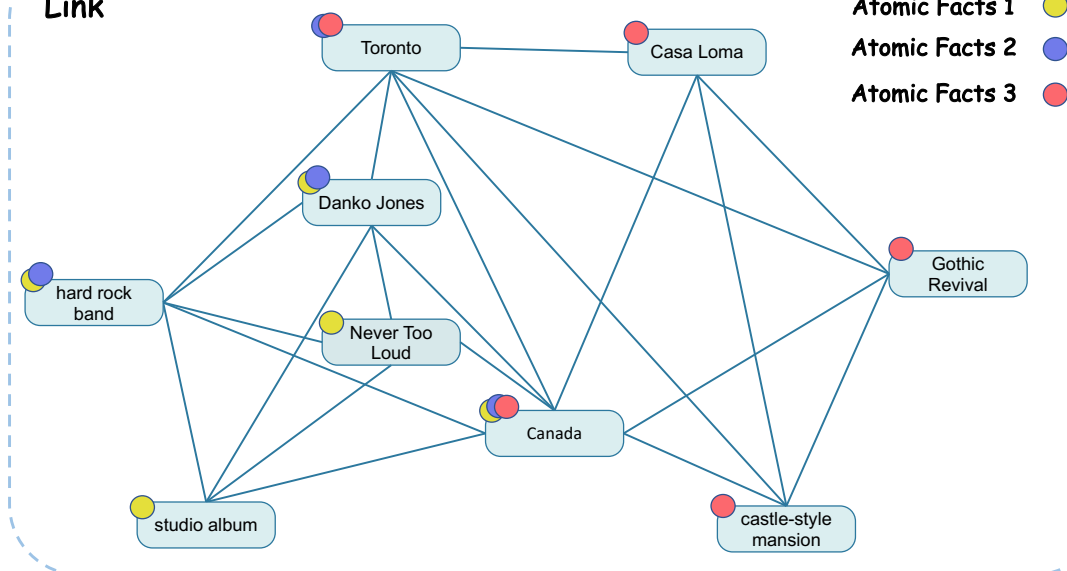 Link
Atomic Facts 1
Atomic Facts 2
Atomic Facts 3
Toronto
Casa Loma
Danko Jones
Gothic
Revival
hard rock
band
Never Too
Loud
Canada
studio album
castle-style
mansion